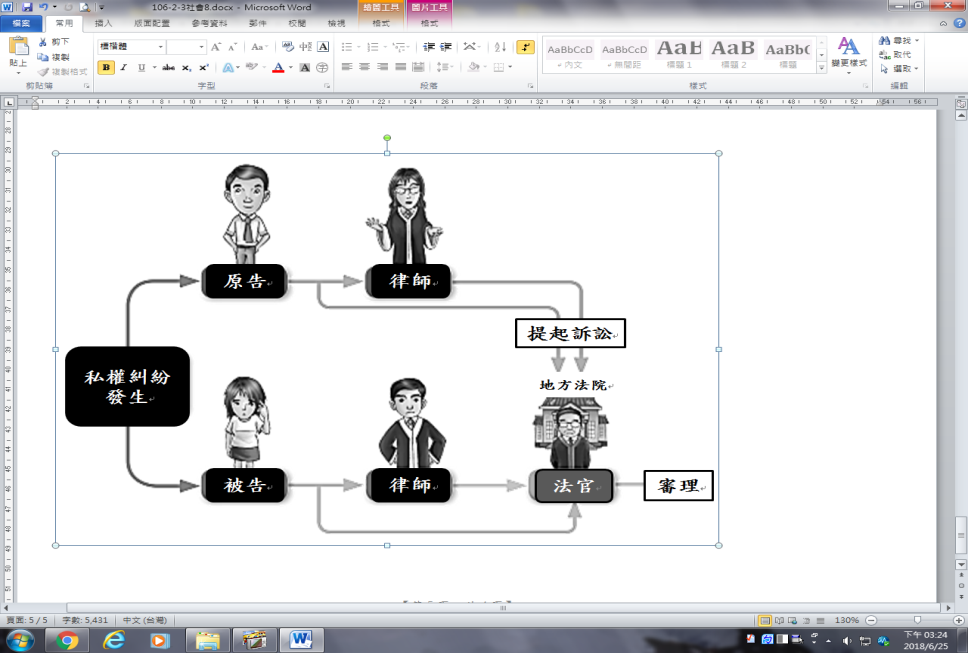 106-2-3社會8.docx - Microsoft Word
繪圖工具 圖片工具
檔案 常用 插入 版面配置 參考資料 郵件 校閱 檢視 格式 格式
剪下
複製
複製格式
貼上
剪貼簿
標楷體
字型
段落
AaBbCcD AaBbCcD AaBb AaB AaBbC
內文 無間距 標題 1 標題 2 標題
變更樣式
樣式
尋找
取代
選取
編輯
原告
律師
提起訴訟
私權糾紛
發生
地方法院
被告
律師
法官
審理
頁面: 5 / 5 字數: 5,431 中文 (台灣)
130%
下午 03:24
2018/6/25